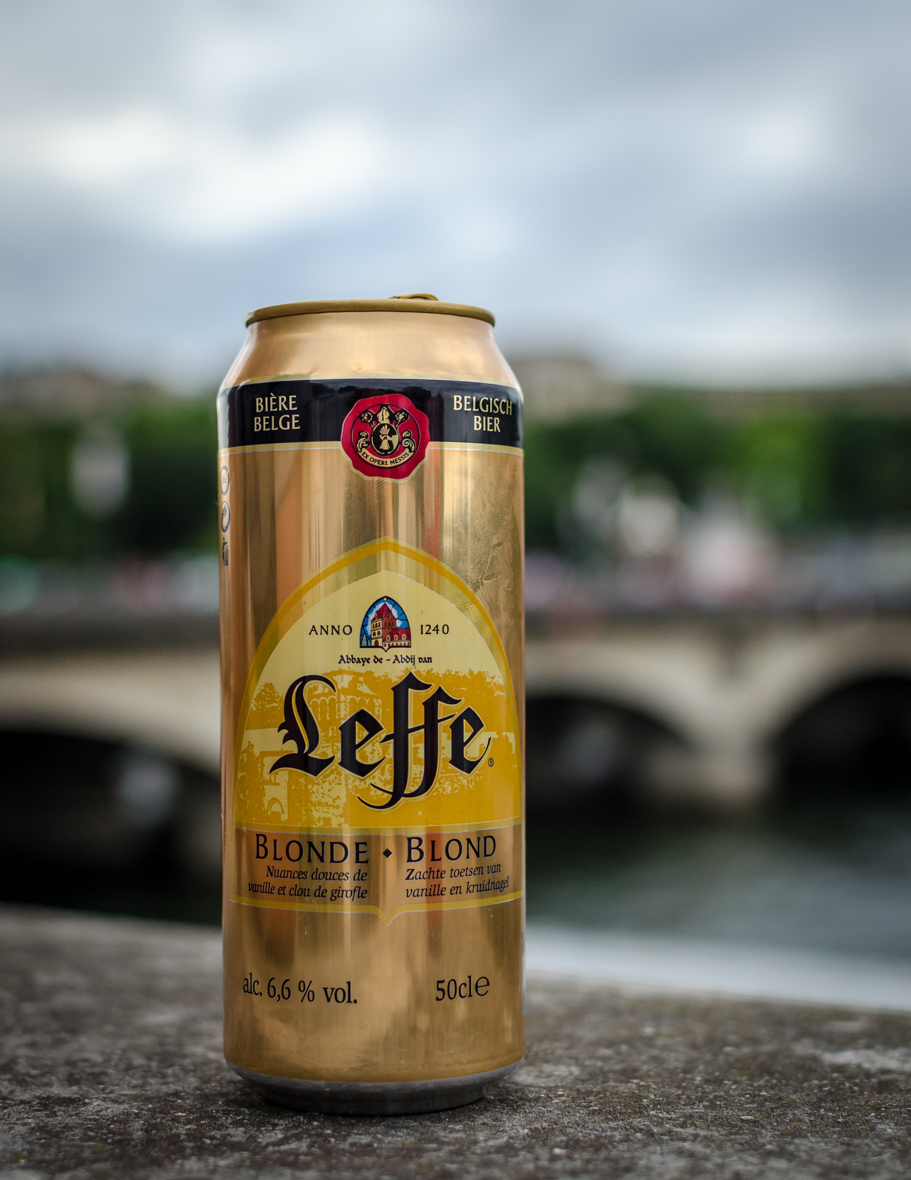 BIÈRE
BELGE
BELGISCH
BIER
EX OPERE MESSIS
ANNO 1240
Abbaye de - Abdij van
Leffe®
BLONDE ◆ BLOND
Nuances douces de
vanille et clou de girofle
Zachte toetsen van
vanille en kruidnagel
alc. 6,6 % vol.
50cl℮